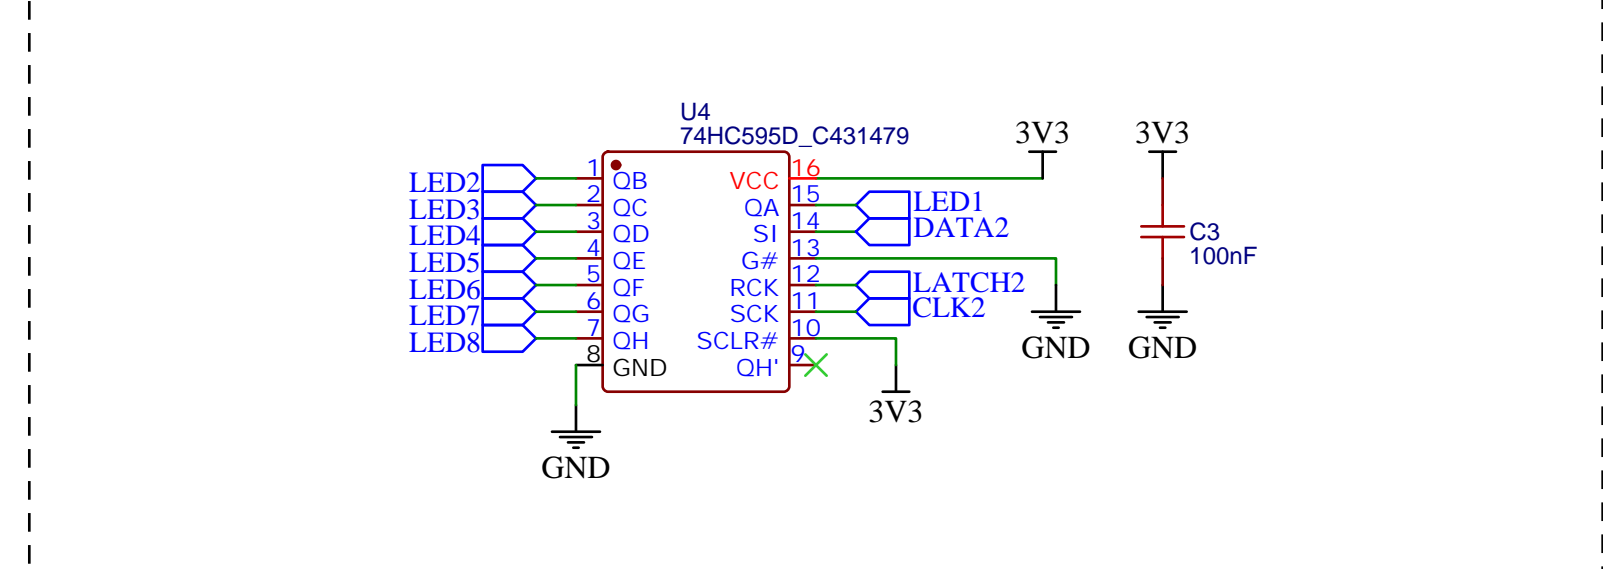 U4
74HC595D_C431479
3V3
3V3
LED2
1
QB
VCC
16
LED3
2
QC
QA
15
LED1
LED4
3
QD
SI
14
DATA2
LED5
4
QE
G#
13
C3
100nF
LED6
5
QF
RCK
12
LATCH2
LED7
6
QG
SCK
11
CLK2
LED8
7
QH
SCLR#
10
8
GND
QH'
9
GND
GND
3V3
GND